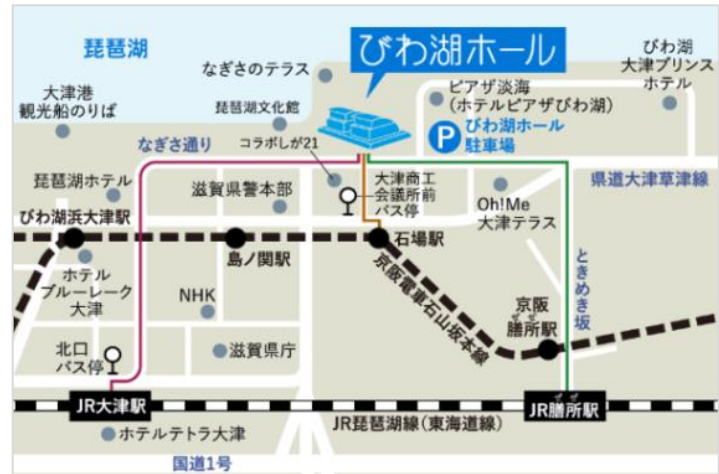 琵琶湖
びわ湖ホール
なぎさのテラス
びわ湖
大津プリンス
ホテル
大津港
観光船のりば
琵琶湖文化館
ピアザ淡海
(ホテルピアザびわ湖)
P
びわ湖ホール
駐車場
なぎさ通り
コラボしが21
琵琶湖ホテル
滋賀県警本部
大津商工
会議所前
バス停
Oh!Me
大津テラス
県道大津草津線
びわ湖浜大津駅
島ノ関駅
石場駅
ホテル
ブルーレーク
大津
NHK
京阪電車石山坂本線
ときめき坂
京阪
ぜぜ
膳所駅
北口
バス停
滋賀県庁
JR大津駅
JR琵琶湖線(東海道線)
ぜぜ
JR膳所駅
ホテルテトラ大津
国道1号